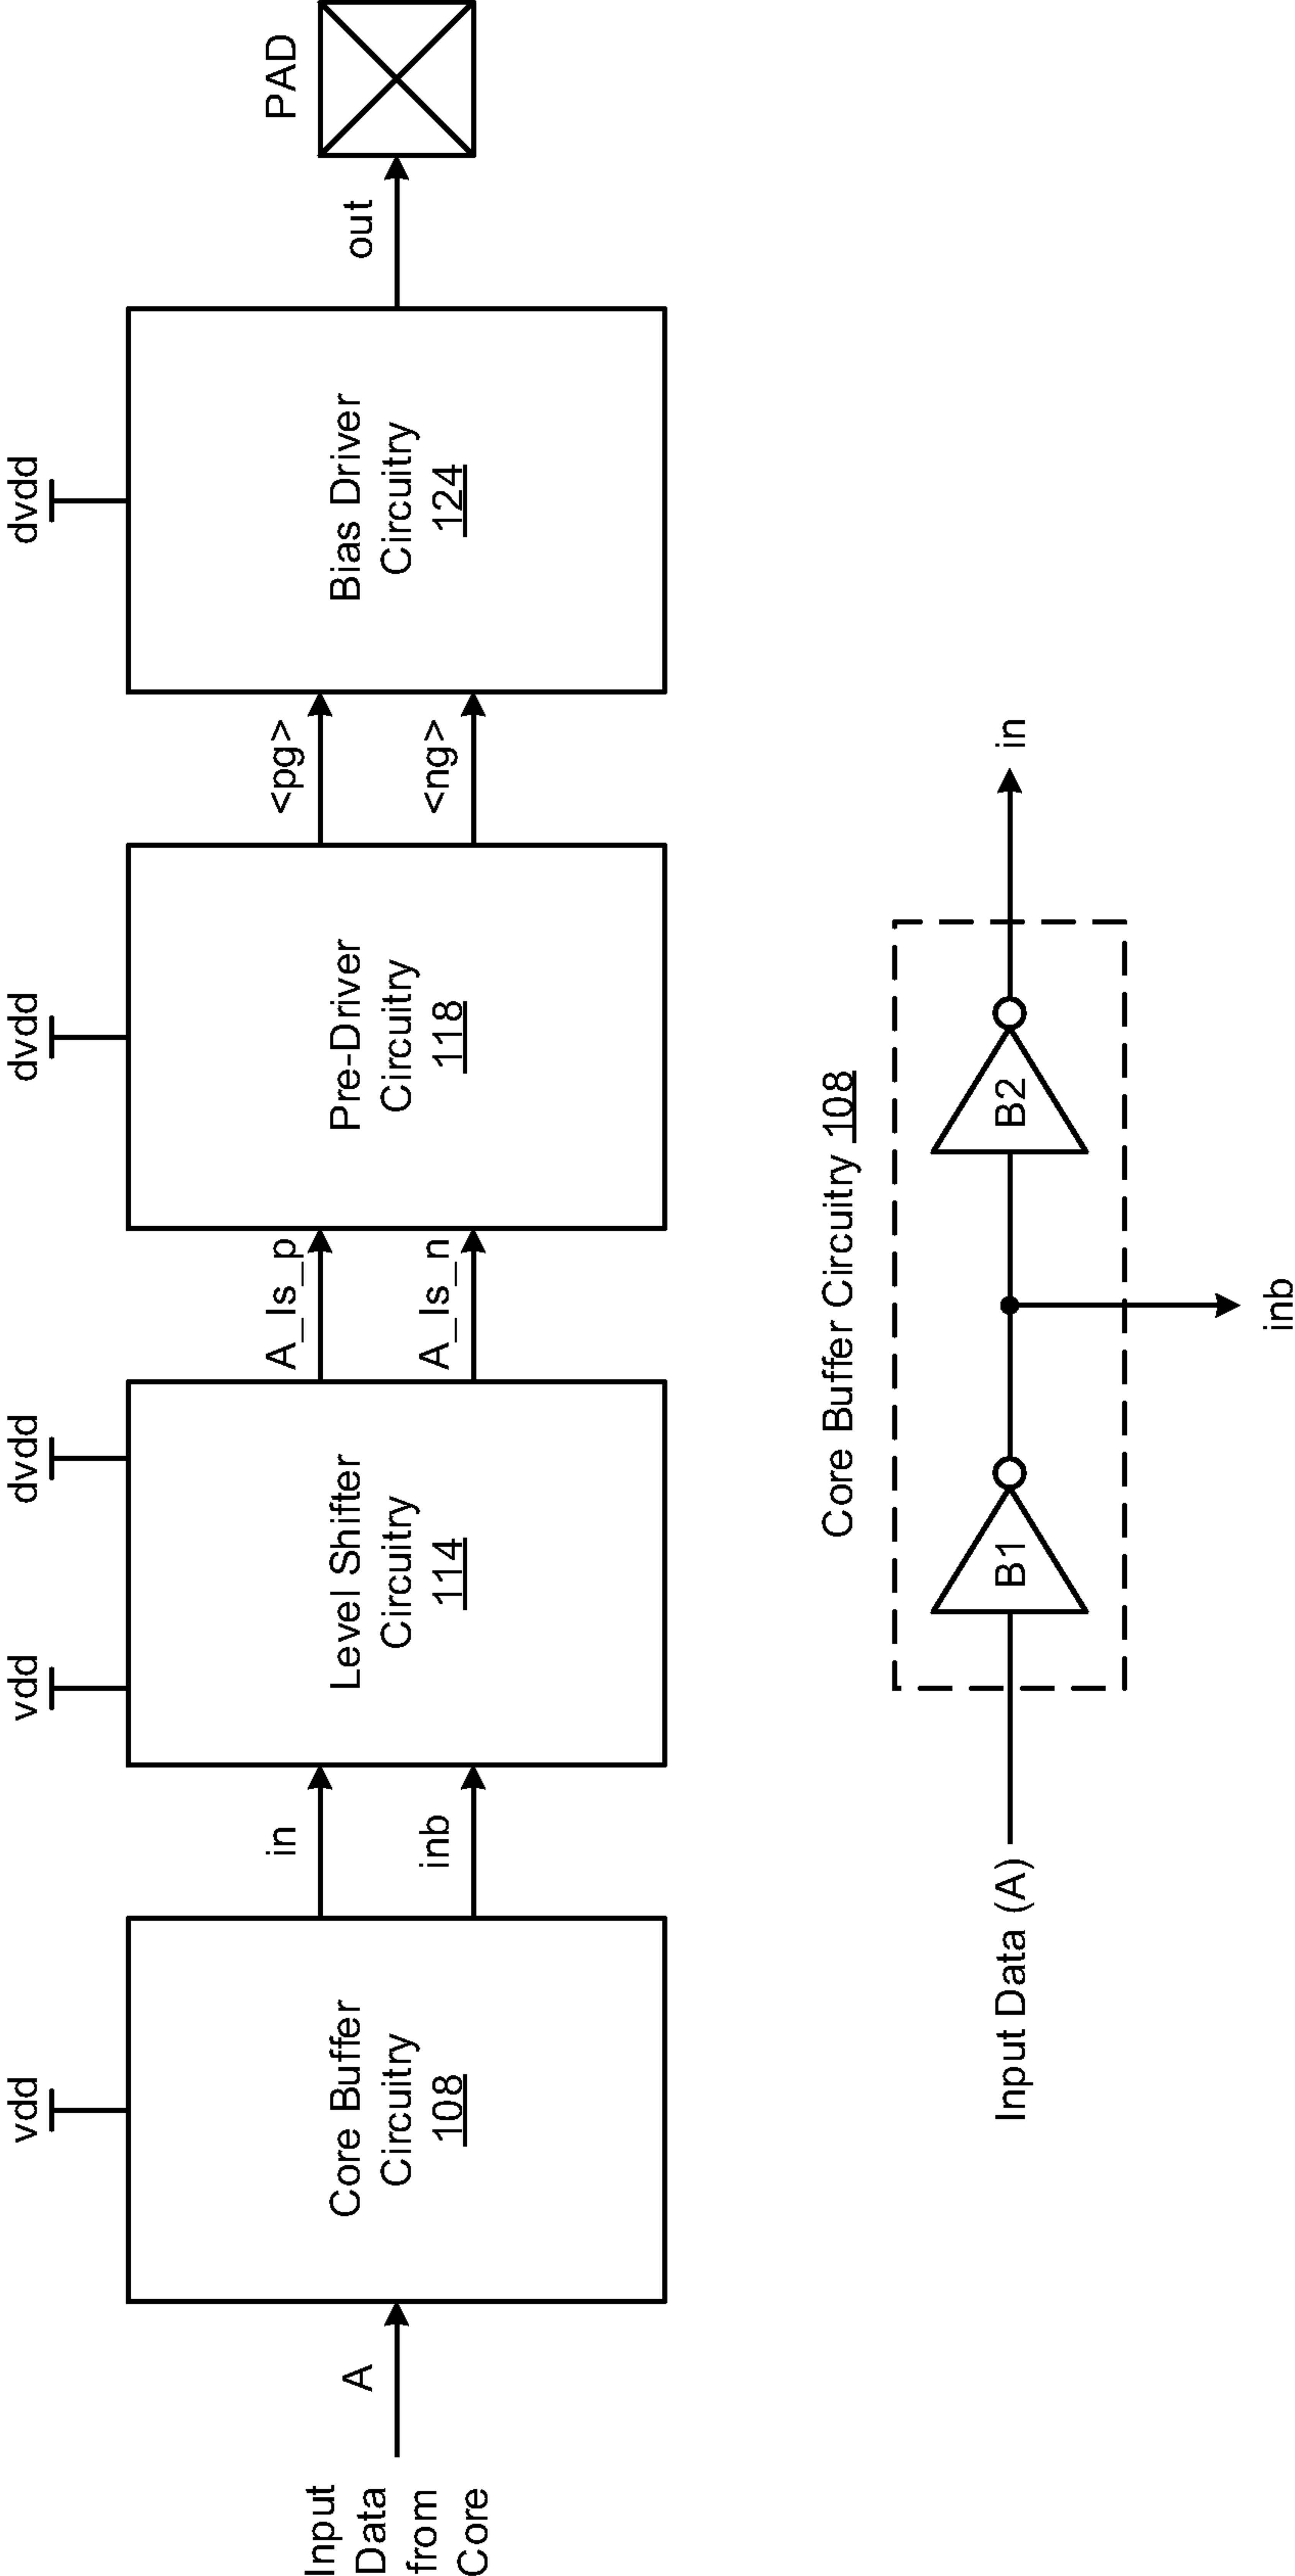 vdd
vdd
dvdd
dvdd
dvdd
Input
Data
from
Core
A
Core Buffer
Circuitry
108
in
inb
Level Shifter
Circuitry
114
A_ls_p
A_ls_n
Pre-Driver
Circuitry
118
<pg>
<ng>
Bias Driver
Circuitry
124
out
PAD
Core Buffer Circuitry 108
Input Data (A)
B1
B2
in
inb